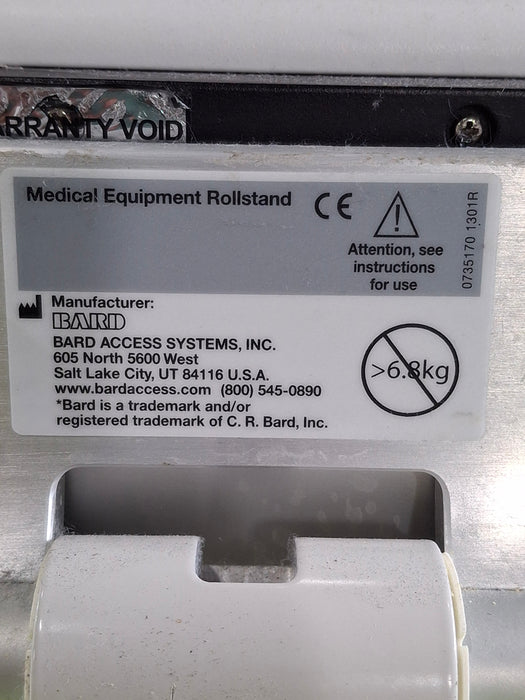 WARRANTY VOID
Medical Equipment Rollstand
CE
Attention, see
instructions
for use
0735170 1301R
Manufacturer:
BARD
BARD ACCESS SYSTEMS, INC.
605 North 5600 West
Salt Lake City, UT 84116 U.S.A.
www.bardaccess.com (800) 545-0890
*Bard is a trademark and/or
registered trademark of C. R. Bard, Inc.
>6.8kg